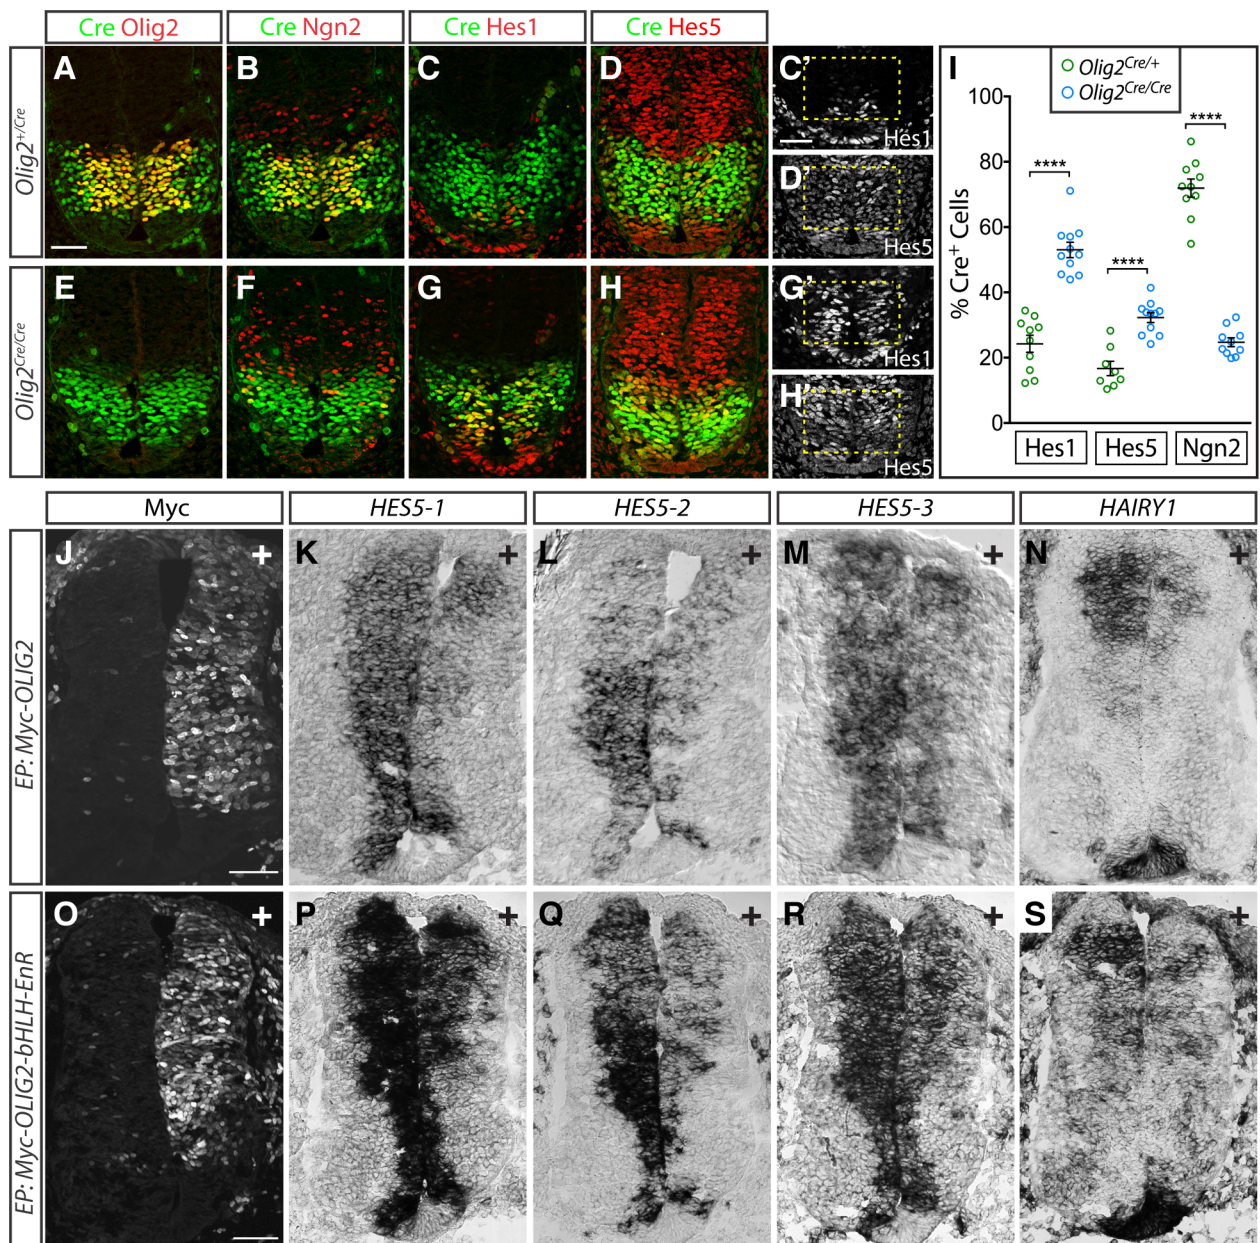 Cre Olig2
Cre Ngn2
Cre Hes1
Cre Hes5
Olig2+/Cre
A
B
C
D
C' Hes1
D' Hes5
Olig2Cre/Cre
E
F
G
H
G' Hes1
H' Hes5
I
Olig2Cre/+
Olig2Cre/Cre
% Cre+ Cells
100
80
60
40
20
0
****
****
****
Hes1
Hes5
Ngn2
Myc
HES5-1
HES5-2
HES5-3
HAIRY1
EP: Myc-OLIG2
J +
K +
L +
M +
N +
EP: Myc-OLIG2-bHLH-EnR
O +
P +
Q +
R +
S +